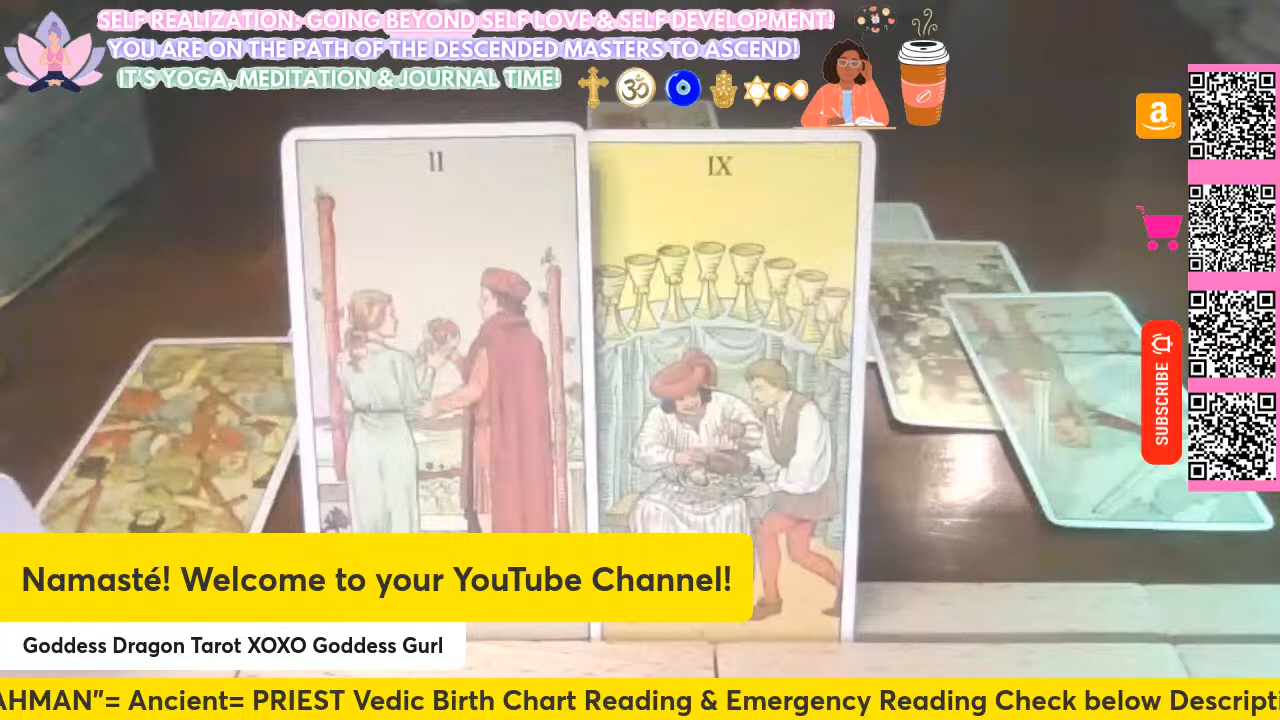 SELF REALIZATION: GOING BEYOND SELF LOVE & SELF DEVELOPMENT!
YOU ARE ON THE PATH OF THE DESCENDED MASTERS TO ASCEND!
IT'S YOGA, MEDITATION & JOURNAL TIME!
ॐ
II
IX
a
SUBSCRIBE
Namasté! Welcome to your YouTube Channel!
Goddess Dragon Tarot XOXO Goddess Gurl
AHMAN”= Ancient= PRIEST Vedic Birth Chart Reading & Emergency Reading Check below Descripti